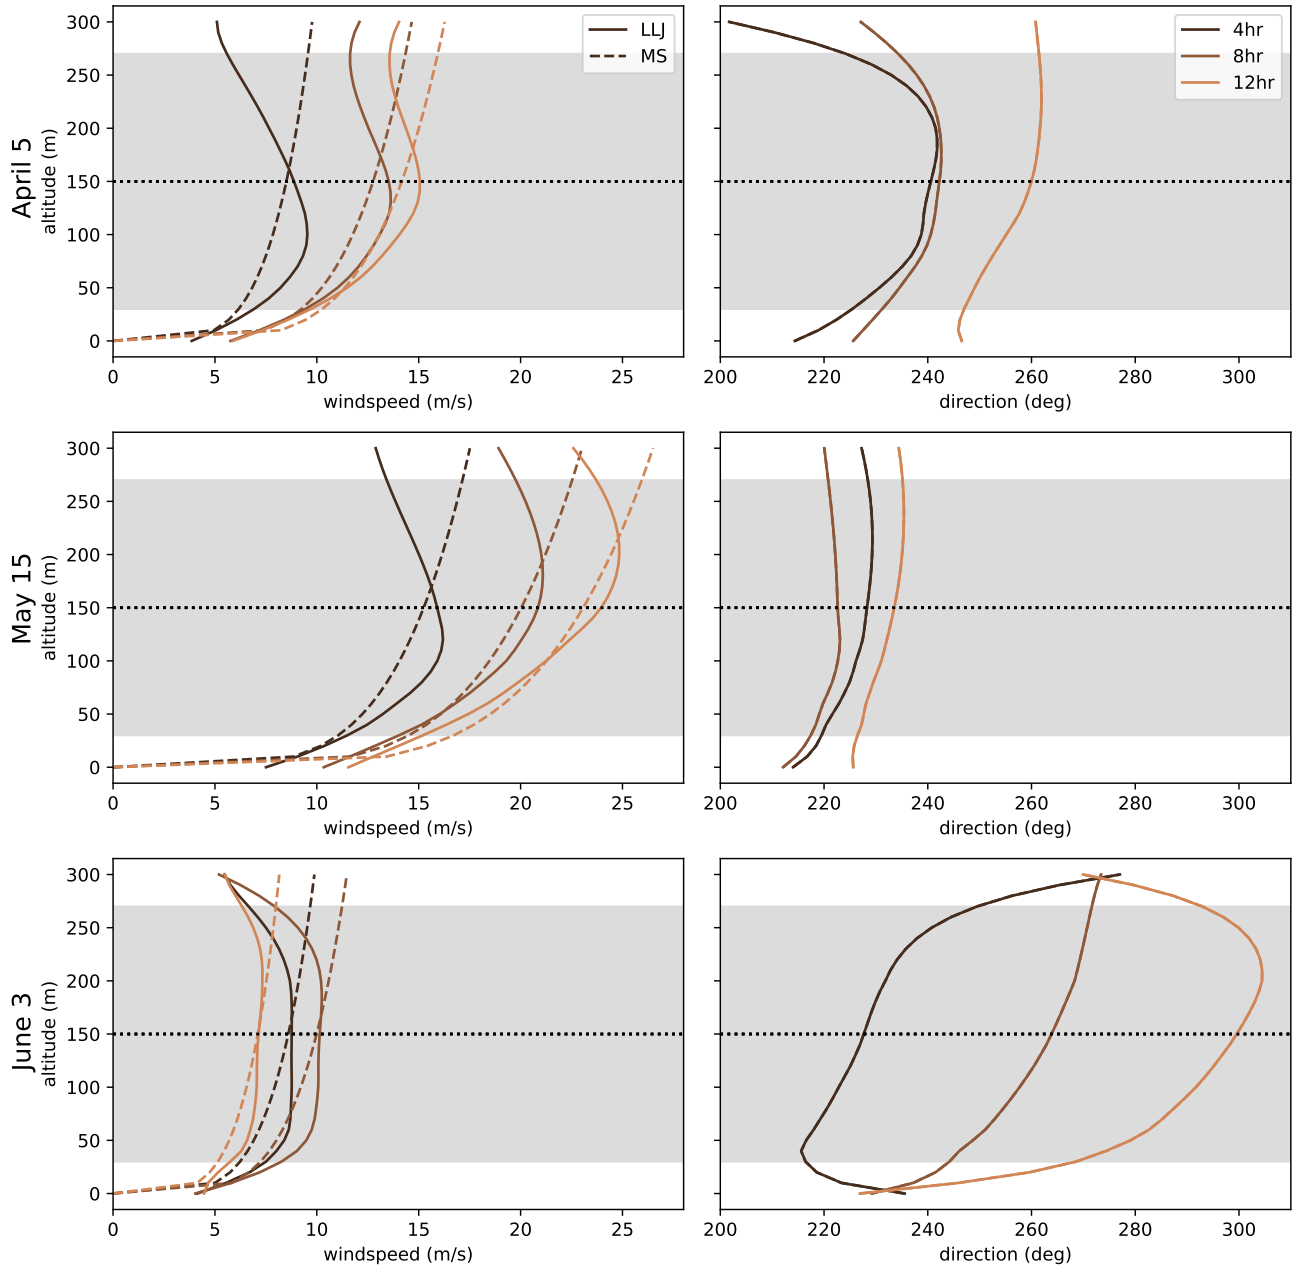 300
250
200
150
100
50
0
April 5
altitude (m)
LLJ
MS
0 5 10 15 20 25
windspeed (m/s)
4hr
8hr
12hr
200 220 240 260 280 300
direction (deg)
300
250
200
150
100
50
0
May 15
altitude (m)
0 5 10 15 20 25
windspeed (m/s)
200 220 240 260 280 300
direction (deg)
300
250
200
150
100
50
0
June 3
altitude (m)
0 5 10 15 20 25
windspeed (m/s)
200 220 240 260 280 300
direction (deg)